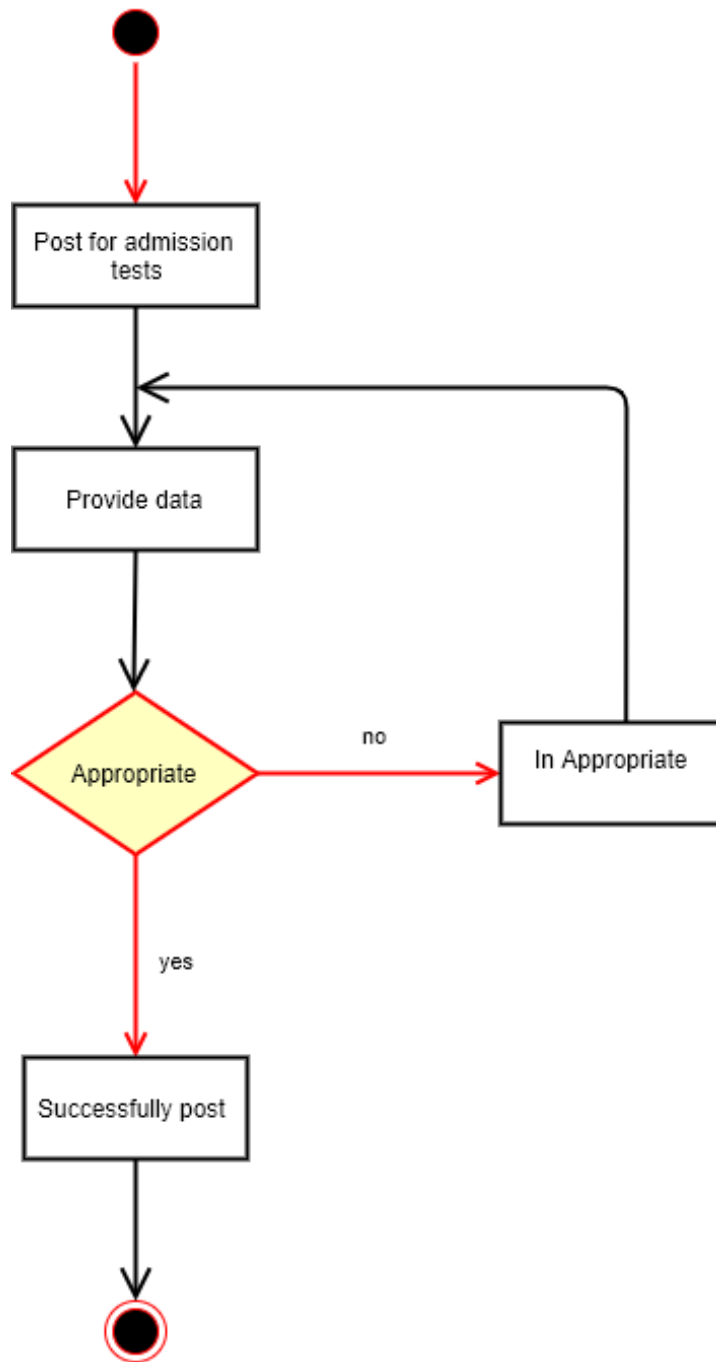 Post for admission
tests
Provide data
Appropriate
no
In Appropriate
yes
Successfully post